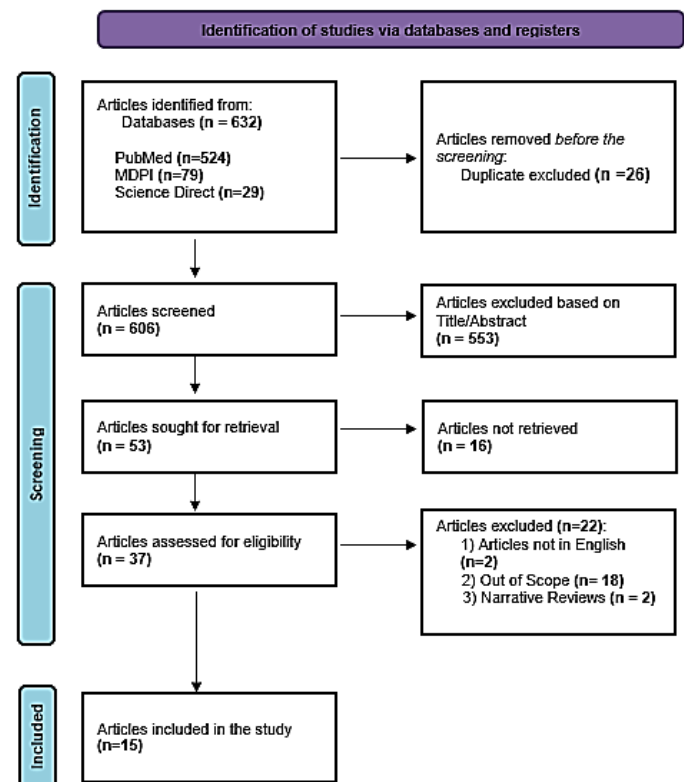 Identification of studies via databases and registers
Identification
Articles identified from:
Databases (n = 632)
PubMed (n=524)
MDPI (n=79)
Science Direct (n=29)
Articles removed before the
screening:
Duplicate excluded (n =26)
Screening
Articles screened
(n = 606)
Articles excluded based on
Title/Abstract
(n = 553)
Articles sought for retrieval
(n = 53)
Articles not retrieved
(n = 16)
Articles assessed for eligibility
(n = 37)
Articles excluded (n=22):
1) Articles not in English
(n=2)
2) Out of Scope (n= 18)
3) Narrative Reviews (n = 2)
Included
Articles included in the study
(n=15)